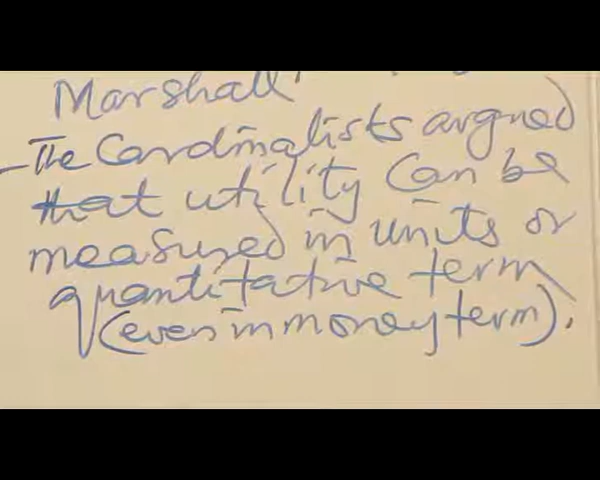 Marshall
- The Cardinalists argued
that utility can be
measured in units or
quantitative term
(even in money term).